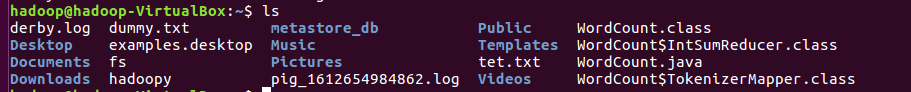 hadoop@hadoop-VirtualBox:~$ ls
derby.log dummy.txt metastore_db Public WordCount.class
Desktop examples.desktop Music Templates WordCount$IntSumReducer.class
Documents fs Pictures tet.txt WordCount.java
Downloads hadoopy pig_1612654984862.log Videos WordCount$TokenizerMapper.class